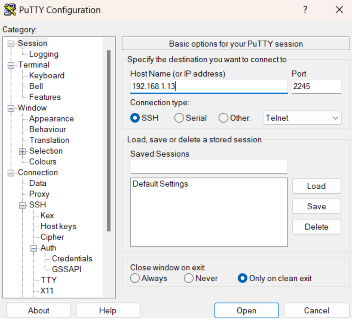 PuTTY Configuration
?
Category:
Session
Logging
Terminal
Keyboard
Bell
Features
Window
Appearance
Behaviour
Translation
Selection
Colours
Connection
Data
Proxy
SSH
Kex
Host keys
Cipher
Auth
Credentials
GSSAPI
TTY
X11
Basic options for your PuTTY session
Specify the destination you want to connect to
Host Name (or IP address) Port
192.168.1.13 2245
Connection type:
SSH Serial Other: Telnet
Load, save or delete a stored session
Saved Sessions
Default Settings
Load
Save
Delete
Close window on exit:
Always Never Only on clean exit
About Help Open Cancel